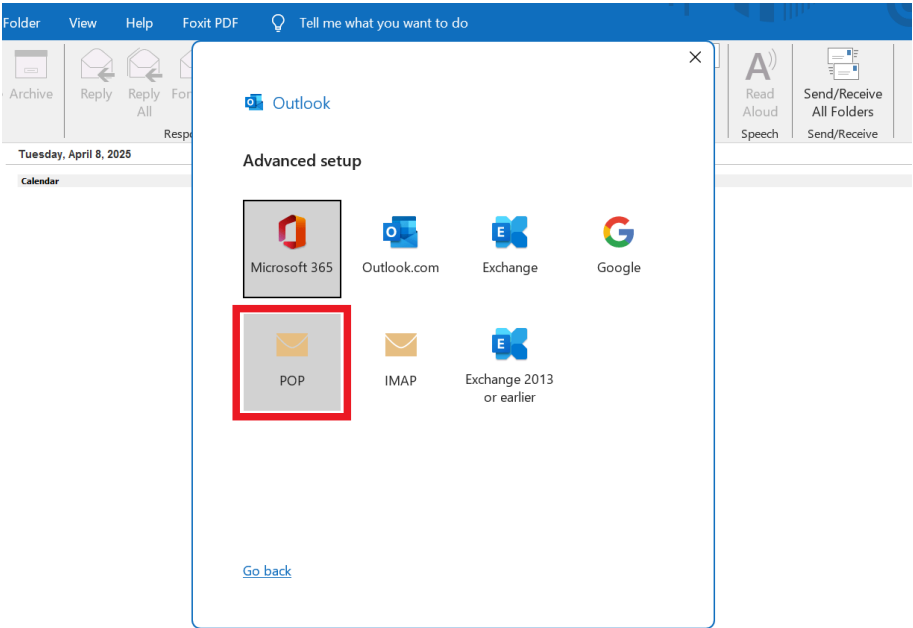 Folder View Help Foxit PDF Tell me what you want to do
Archive Reply Reply All Read Aloud Send/Receive All Folders
Speech Send/Receive
Tuesday, April 8, 2025
Calendar
Outlook
Advanced setup
Microsoft 365 Outlook.com Exchange Google
POP IMAP Exchange 2013
or earlier
Go back